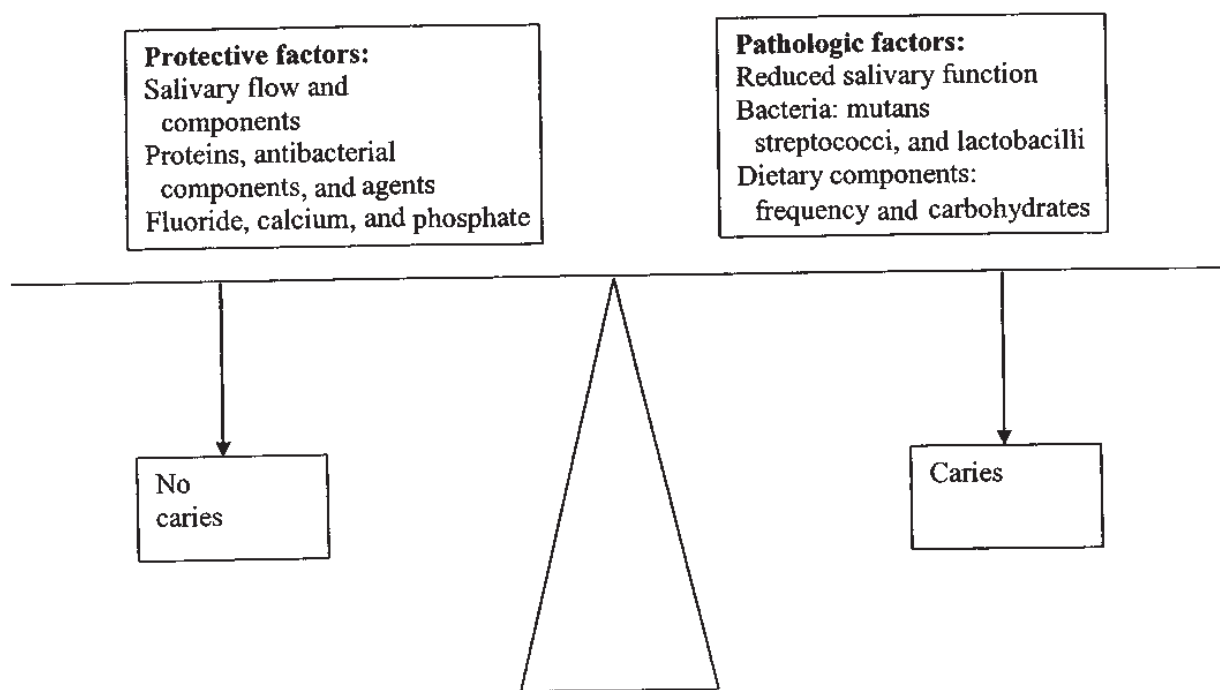 Protective factors:
Salivary flow and
components
Proteins, antibacterial
components, and agents
Fluoride, calcium, and phosphate
Pathologic factors:
Reduced salivary function
Bacteria: mutans
streptococci, and lactobacilli
Dietary components:
frequency and carbohydrates
No
caries
Caries